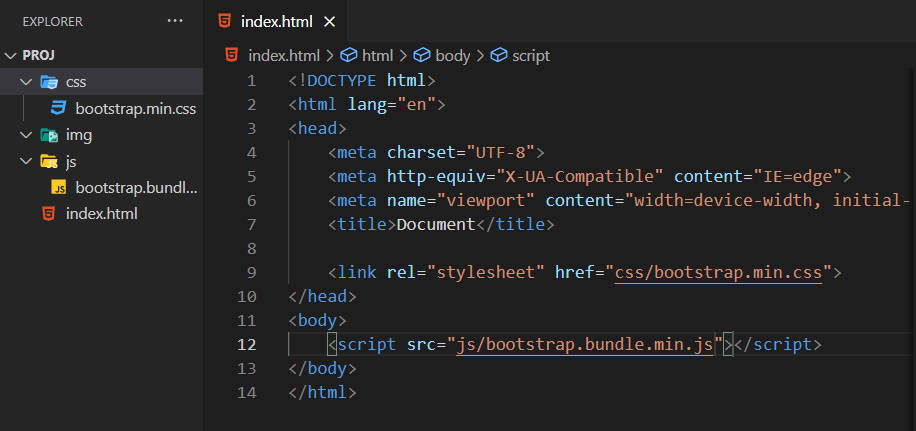 EXPLORER ···
PROJ
css
bootstrap.min.css
img
js
JS bootstrap.bundl...
index.html
index.html ×
index.html > html > body > script
1 <!DOCTYPE html>
2 <html lang="en">
3 <head>
4 <meta charset="UTF-8">
5 <meta http-equiv="X-UA-Compatible" content="IE=edge">
6 <meta name="viewport" content="width=device-width, initial-
7 <title>Document</title>
8
9 <link rel="stylesheet" href="css/bootstrap.min.css">
10 </head>
11 <body>
12 <script src="js/bootstrap.bundle.min.js"></script>
13 </body>
14 </html>